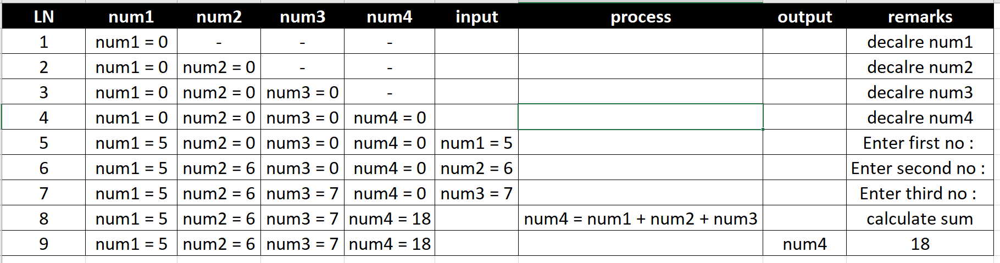 LN num1 num2 num3 num4 input process output remarks
1 num1 = 0 - - - decalre num1
2 num1 = 0 num2 = 0 - - decalre num2
3 num1 = 0 num2 = 0 num3 = 0 - decalre num3
4 num1 = 0 num2 = 0 num3 = 0 num4 = 0 decalre num4
5 num1 = 5 num2 = 0 num3 = 0 num4 = 0 num1 = 5 Enter first no :
6 num1 = 5 num2 = 6 num3 = 0 num4 = 0 num2 = 6 Enter second no :
7 num1 = 5 num2 = 6 num3 = 7 num4 = 0 num3 = 7 Enter third no :
8 num1 = 5 num2 = 6 num3 = 7 num4 = 18 num4 = num1 + num2 + num3 calculate sum
9 num1 = 5 num2 = 6 num3 = 7 num4 = 18 num4 18